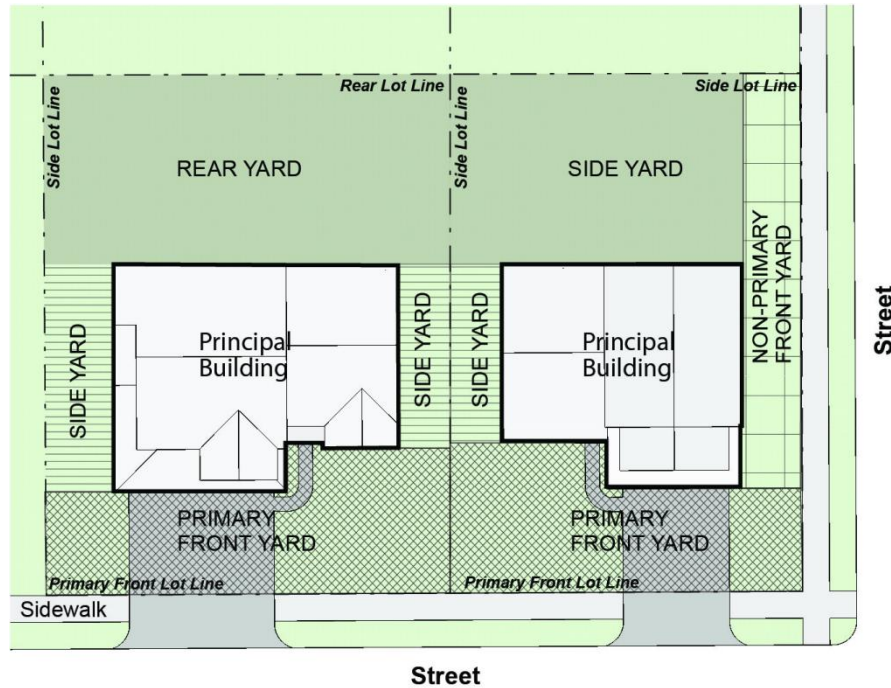 Rear Lot Line
Side Lot Line
Side Lot Line
Side Lot Line
REAR YARD
SIDE YARD
NON-PRIMARY
FRONT YARD
Street
SIDE YARD
Principal
Building
SIDE YARD
SIDE YARD
Principal
Building
PRIMARY
FRONT YARD
PRIMARY
FRONT YARD
Primary Front Lot Line
Primary Front Lot Line
Sidewalk
Street